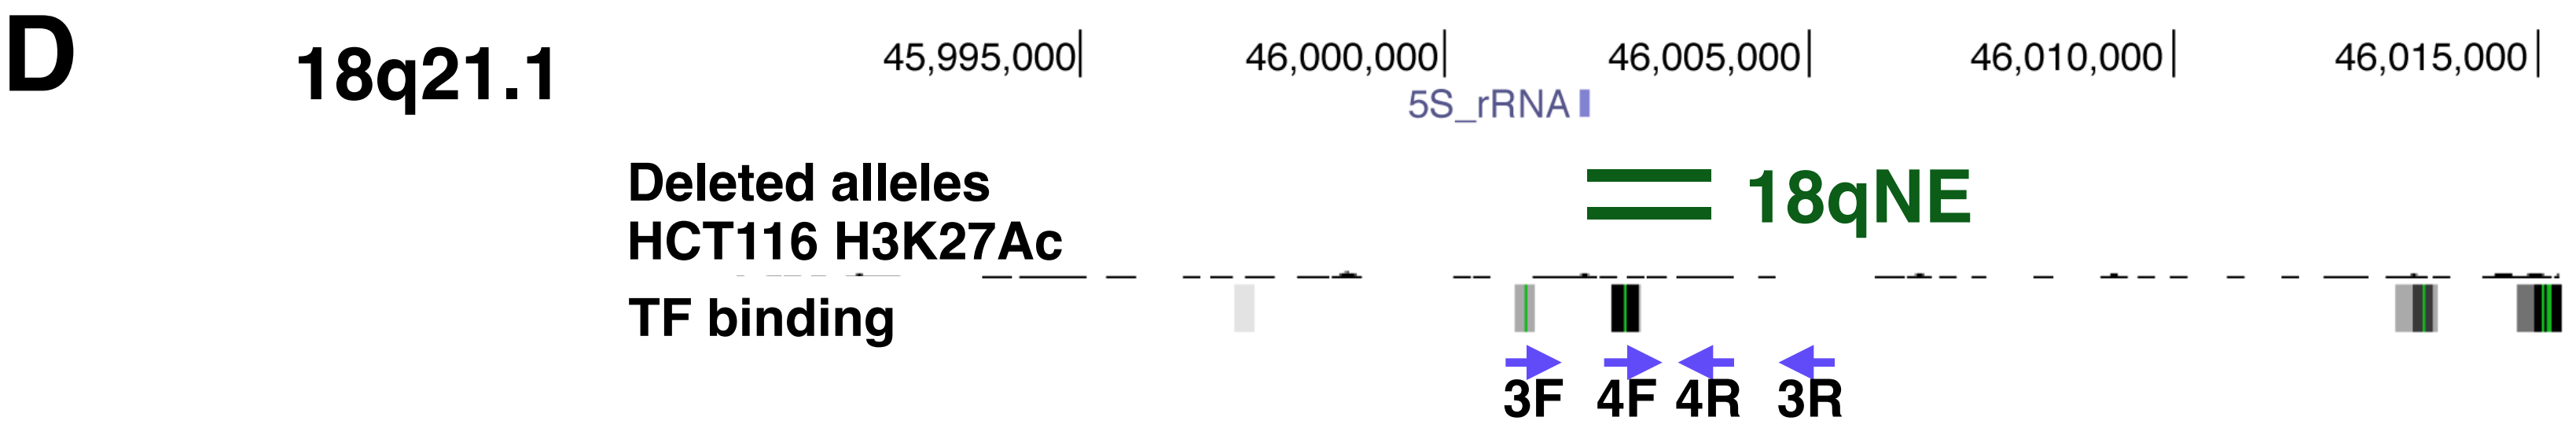 D
18q21.1
45,995,000 46,000,000 46,005,000 46,010,000 46,015,000
5S_rRNA
Deleted alleles
18qNE
HCT116 H3K27Ac
TF binding
3F 4F 4R 3R